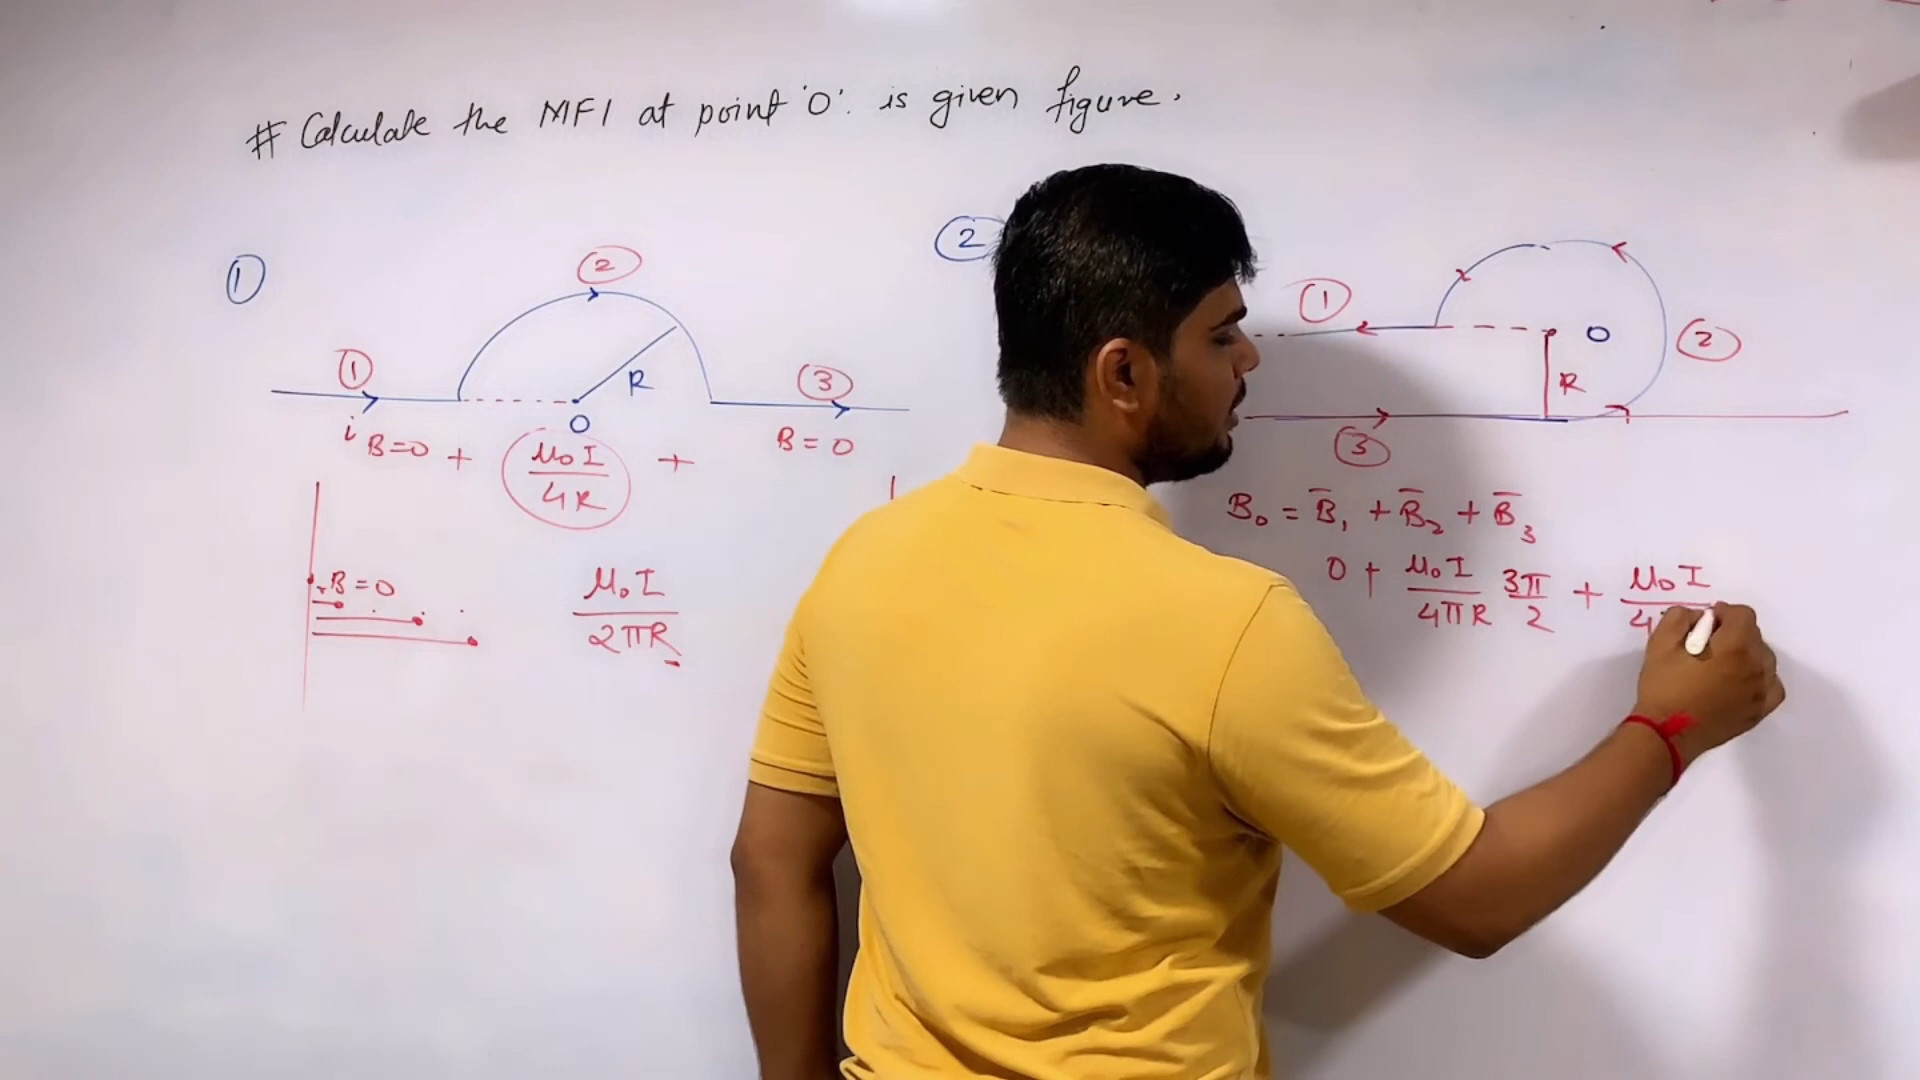 # Calculate the MFI at point 'O'. is given figure.
①
②
① i
R
O
③
B=0 + μ₀I/4R + B=0
B=0
μ₀I/2πR
②
①
O
②
R
③
B₀ = B̄₁ + B̄₂ + B̄₃
0 + μ₀I/4πR 3π/2 + μ₀I/4